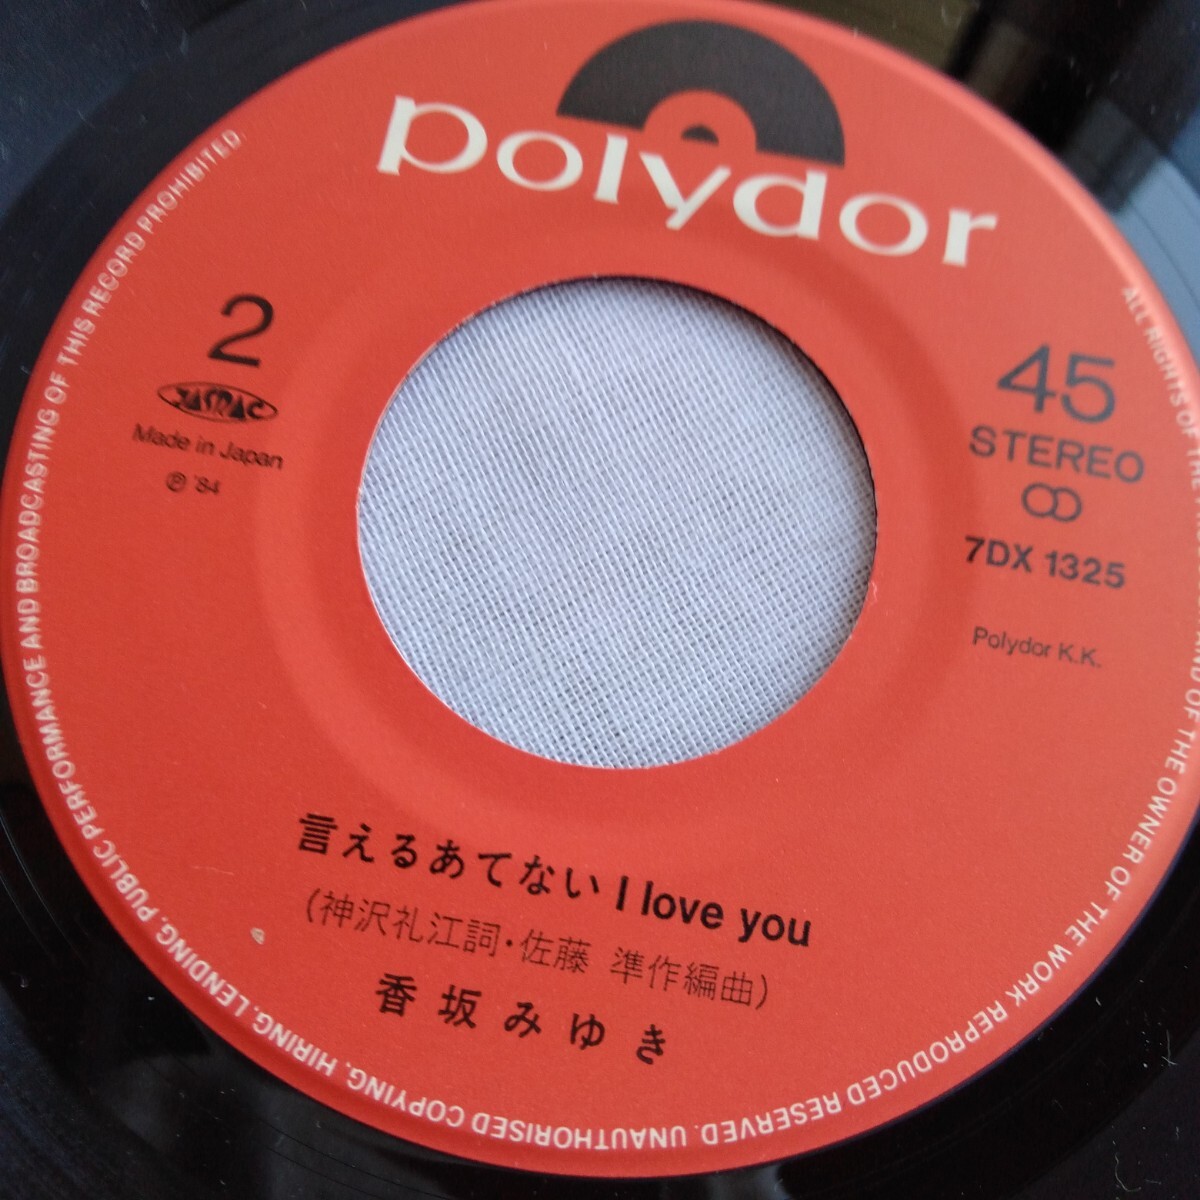 polydor
2
JASRAC
Made in Japan
℗ '84
45
STEREO
7DX 1325
Polydor K.K.
言えるあてない I love you
(神沢礼江詞・佐藤 準作編曲)
香坂みゆき
ALL RIGHTS OF THE
AND OF THE OWNER OF THE WORK REPRODUCED RESERVED. UNAUTHORISED COPYING, HIRING, LENDING, PUBLIC PERFORMANCE AND BROADCASTING OF THIS RECORD PROHIBITED.